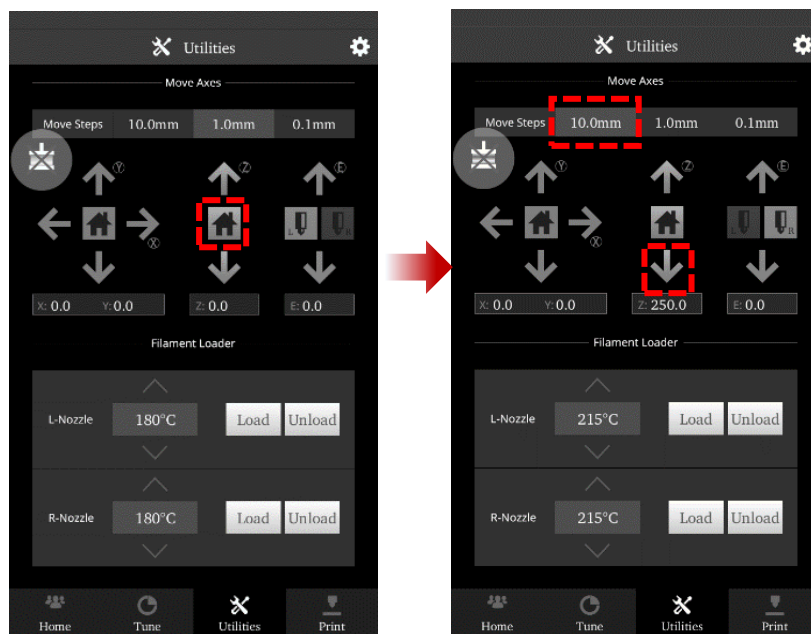 Utilities
Move Axes
Move Steps 10.0mm 1.0mm 0.1mm
Y Z E
X L R
X: 0.0 Y: 0.0 Z: 0.0 E: 0.0
Filament Loader
L-Nozzle 180°C Load Unload
R-Nozzle 180°C Load Unload
Home Tune Utilities Print
Utilities
Move Axes
Move Steps 10.0mm 1.0mm 0.1mm
Y Z E
X L R
X: 0.0 Y: 0.0 Z: 250.0 E: 0.0
Filament Loader
L-Nozzle 215°C Load Unload
R-Nozzle 215°C Load Unload
Home Tune Utilities Print